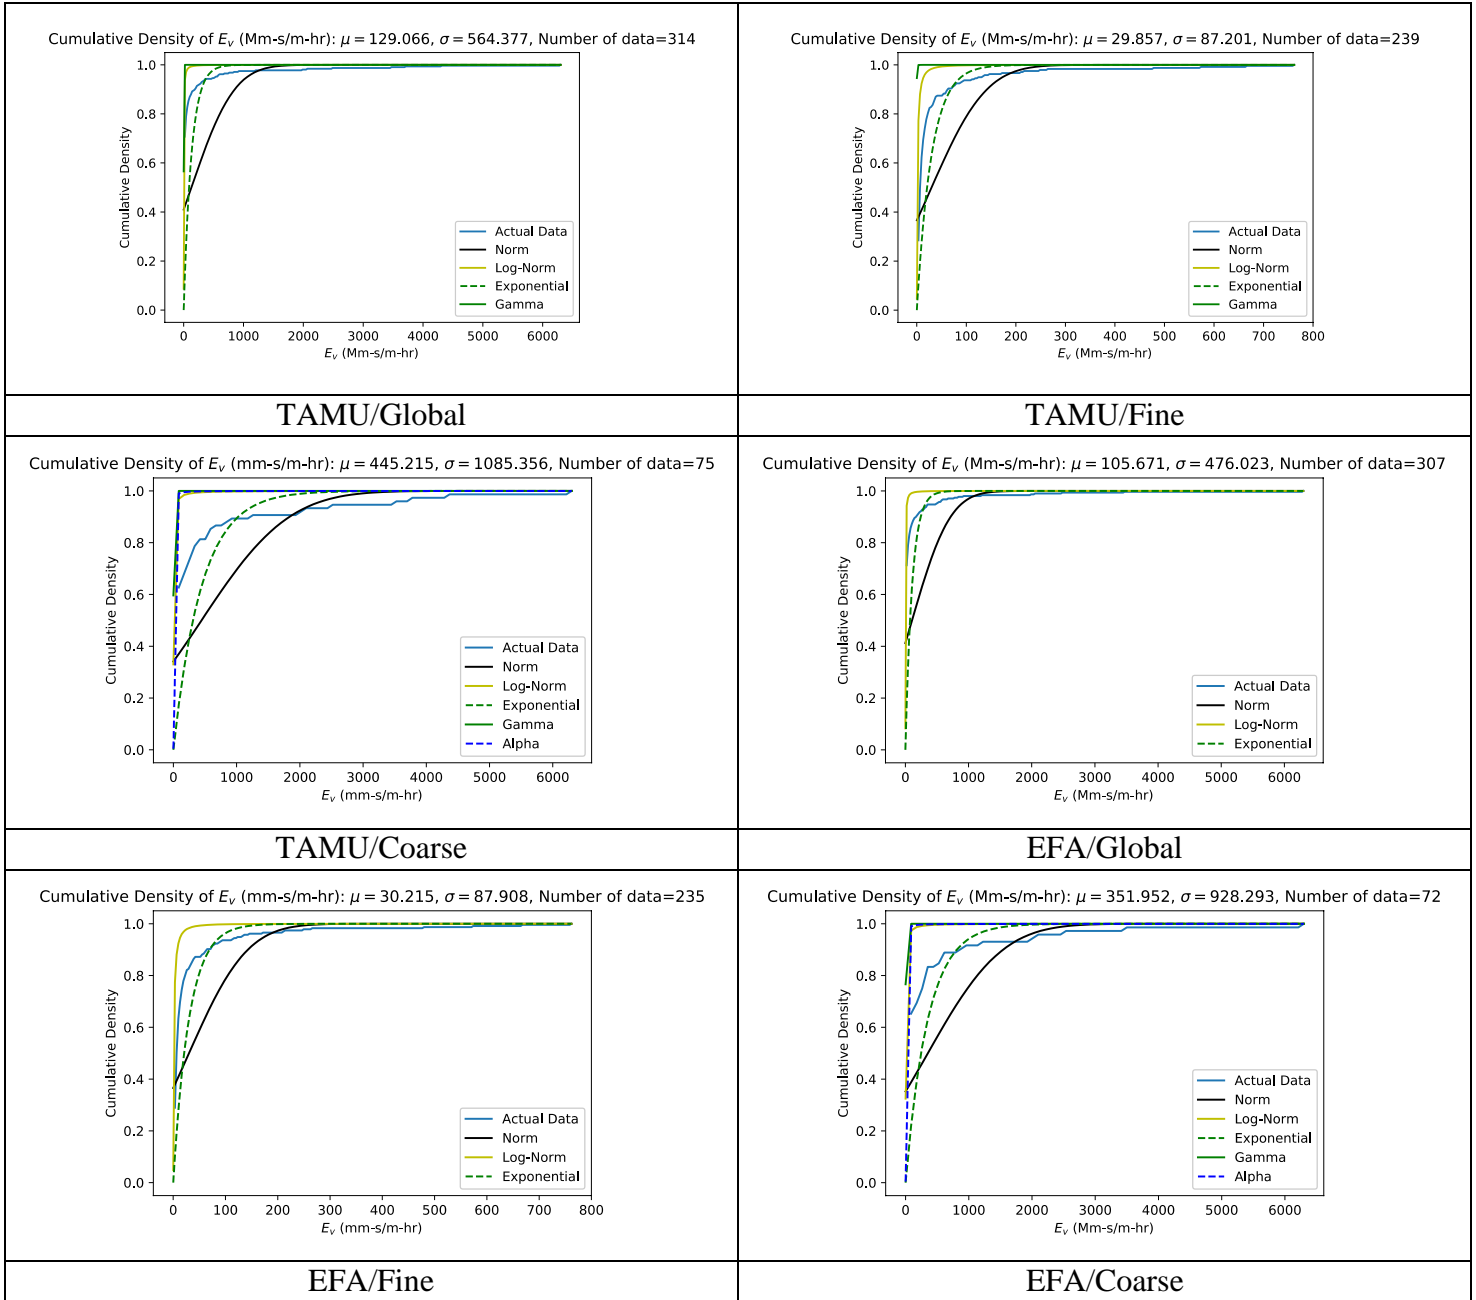 Cumulative Density of E_v (Mm-s/m-hr): μ = 129.066, σ = 564.377, Number of data=314
1.0
0.8
0.6
0.4
0.2
0.0
Cumulative Density
Actual Data
Norm
Log-Norm
Exponential
Gamma
0 1000 2000 3000 4000 5000 6000
E_v (Mm-s/m-hr)
TAMU/Global
Cumulative Density of E_v (Mm-s/m-hr): μ = 29.857, σ = 87.201, Number of data=239
1.0
0.8
0.6
0.4
0.2
0.0
Cumulative Density
Actual Data
Norm
Log-Norm
Exponential
Gamma
0 100 200 300 400 500 600 700 800
E_v (Mm-s/m-hr)
TAMU/Fine
Cumulative Density of E_v (mm-s/m-hr): μ = 445.215, σ = 1085.356, Number of data=75
1.0
0.8
0.6
0.4
0.2
0.0
Cumulative Density
Actual Data
Norm
Log-Norm
Exponential
Gamma
Alpha
0 1000 2000 3000 4000 5000 6000
E_v (mm-s/m-hr)
TAMU/Coarse
Cumulative Density of E_v (Mm-s/m-hr): μ = 105.671, σ = 476.023, Number of data=307
1.0
0.8
0.6
0.4
0.2
0.0
Cumulative Density
Actual Data
Norm
Log-Norm
Exponential
0 1000 2000 3000 4000 5000 6000
E_v (Mm-s/m-hr)
EFA/Global
Cumulative Density of E_v (mm-s/m-hr): μ = 30.215, σ = 87.908, Number of data=235
1.0
0.8
0.6
0.4
0.2
0.0
Cumulative Density
Actual Data
Norm
Log-Norm
Exponential
0 100 200 300 400 500 600 700 800
E_v (mm-s/m-hr)
EFA/Fine
Cumulative Density of E_v (Mm-s/m-hr): μ = 351.952, σ = 928.293, Number of data=72
1.0
0.8
0.6
0.4
0.2
0.0
Cumulative Density
Actual Data
Norm
Log-Norm
Exponential
Gamma
Alpha
0 1000 2000 3000 4000 5000 6000
E_v (Mm-s/m-hr)
EFA/Coarse